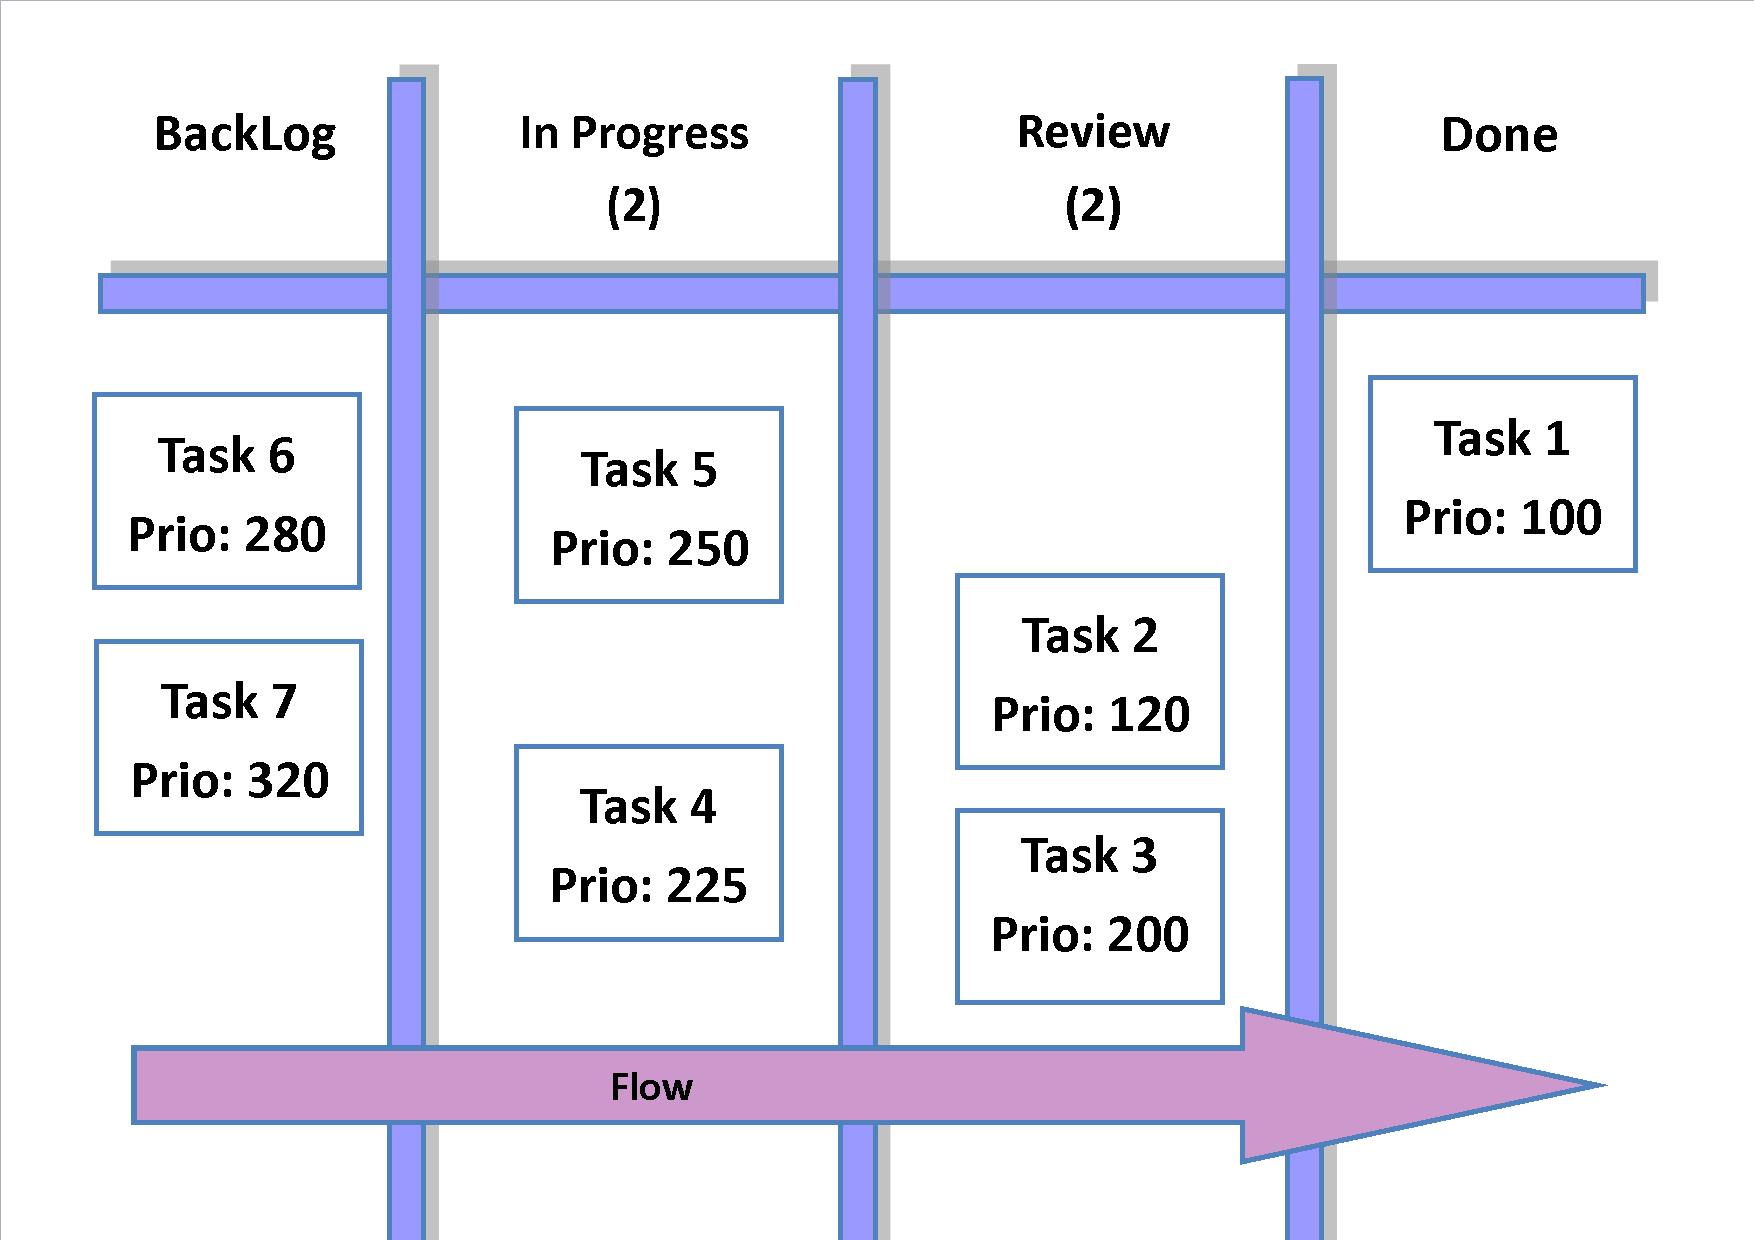 BackLog
In Progress
(2)
Review
(2)
Done
Task 6
Prio: 280
Task 7
Prio: 320
Task 5
Prio: 250
Task 4
Prio: 225
Task 2
Prio: 120
Task 3
Prio: 200
Task 1
Prio: 100
Flow